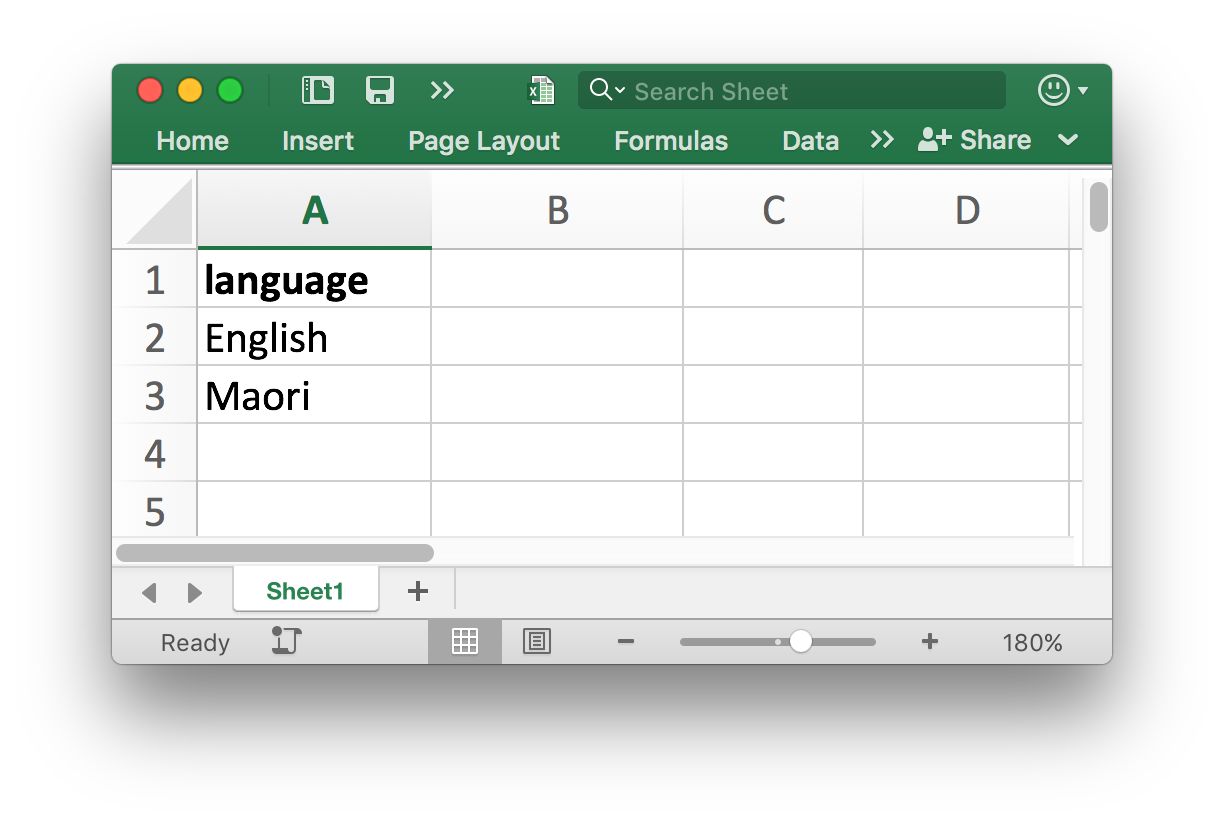 Search Sheet
Home Insert Page Layout Formulas Data Share
A B C D
1 language
2 English
3 Maori
4
5
Sheet1
Ready 180%